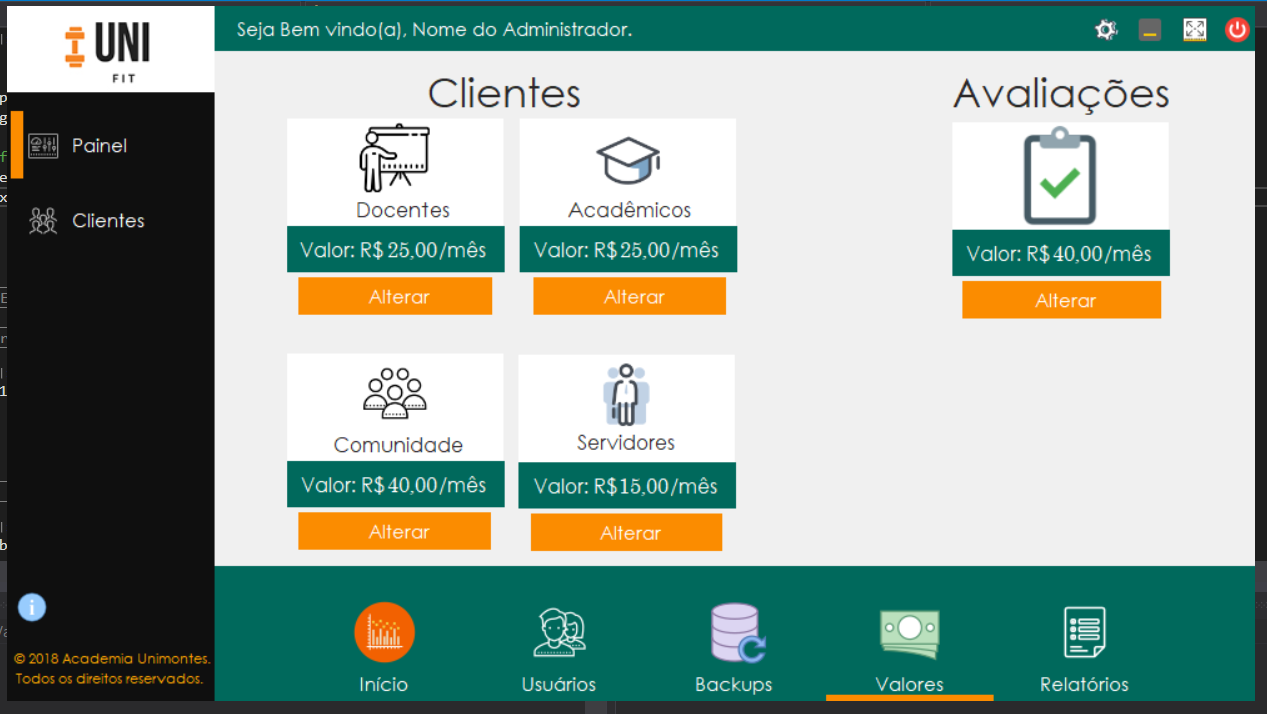 UNI
FIT
Seja Bem vindo(a), Nome do Administrador.
Painel
Clientes
Clientes
Avaliações
Docentes
Valor: R$ 25,00/mês
Alterar
Acadêmicos
Valor: R$ 25,00/mês
Alterar
Valor: R$ 40,00/mês
Alterar
Comunidade
Valor: R$ 40,00/mês
Alterar
Servidores
Valor: R$ 15,00/mês
Alterar
i
© 2018 Academia Unimontes.
Todos os direitos reservados.
Início
Usuários
Backups
Valores
Relatórios